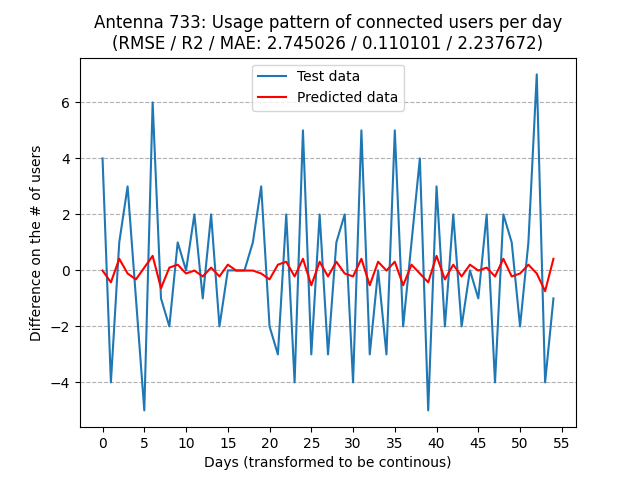 Antenna 733: Usage pattern of connected users per day
(RMSE / R2 / MAE: 2.745026 / 0.110101 / 2.237672)
Test data
Predicted data
Difference on the # of users
6
4
2
0
−2
−4
0 5 10 15 20 25 30 35 40 45 50 55
Days (transformed to be continous)